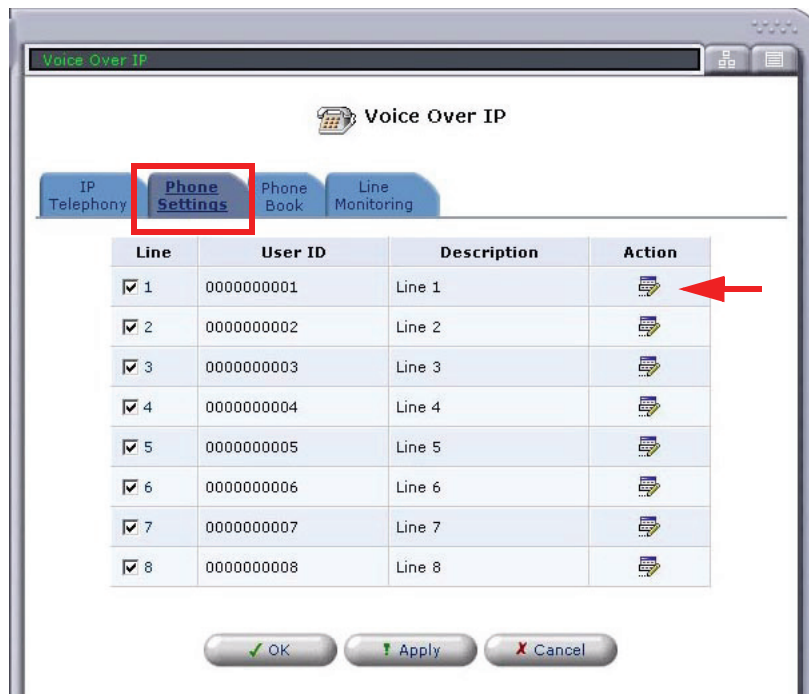 Voice Over IP
Voice Over IP
IP Telephony
Phone Settings
Phone Book
Line Monitoring
Line User ID Description Action
1 0000000001 Line 1
2 0000000002 Line 2
3 0000000003 Line 3
4 0000000004 Line 4
5 0000000005 Line 5
6 0000000006 Line 6
7 0000000007 Line 7
8 0000000008 Line 8
OK Apply Cancel